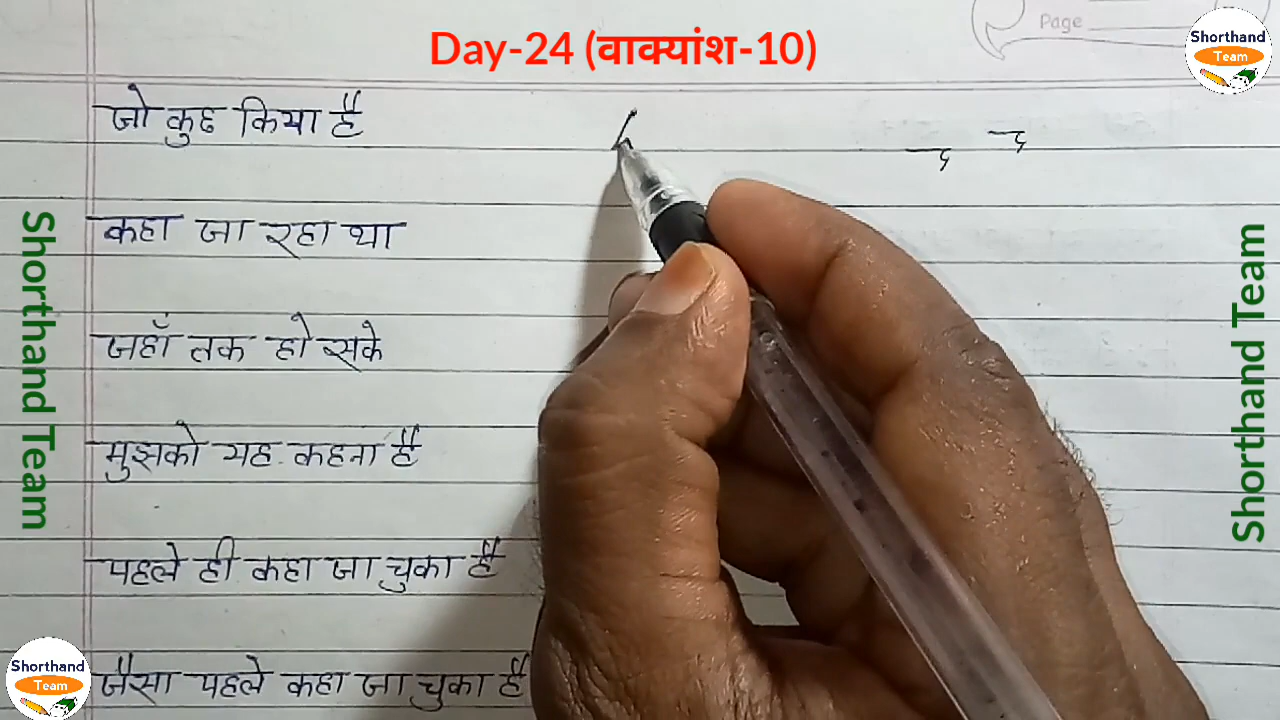 Day-24 (वाक्यांश-10)
Page
Shorthand
Team
जो कुछ किया है
कहा जा रहा था
जहाँ तक हो सके
मुझको यह कहना है
पहले ही कहा जा चुका है
जैसा पहले कहा जा चुका है
Shorthand Team
Shorthand Team
Shorthand
Team